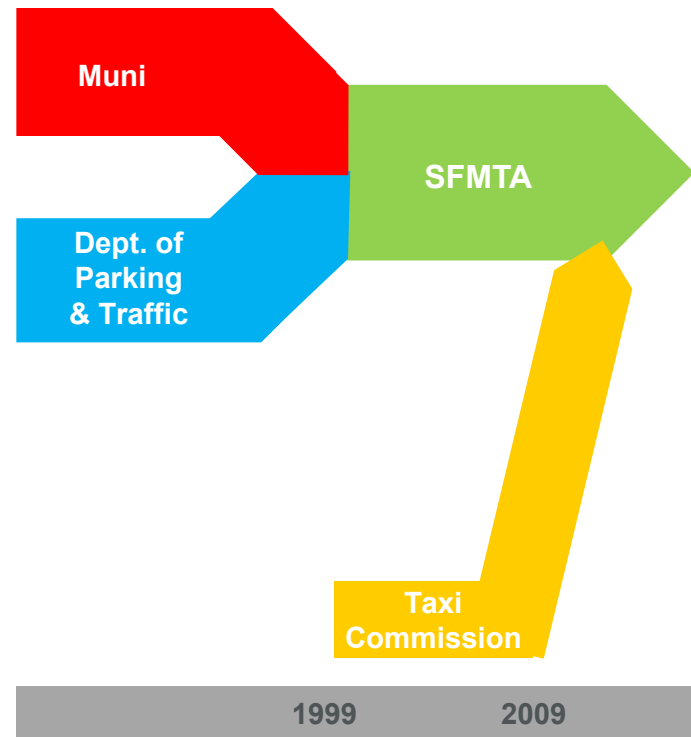 Muni
SFMTA
Dept. of
Parking
& Traffic
Taxi
Commission
1999
2009